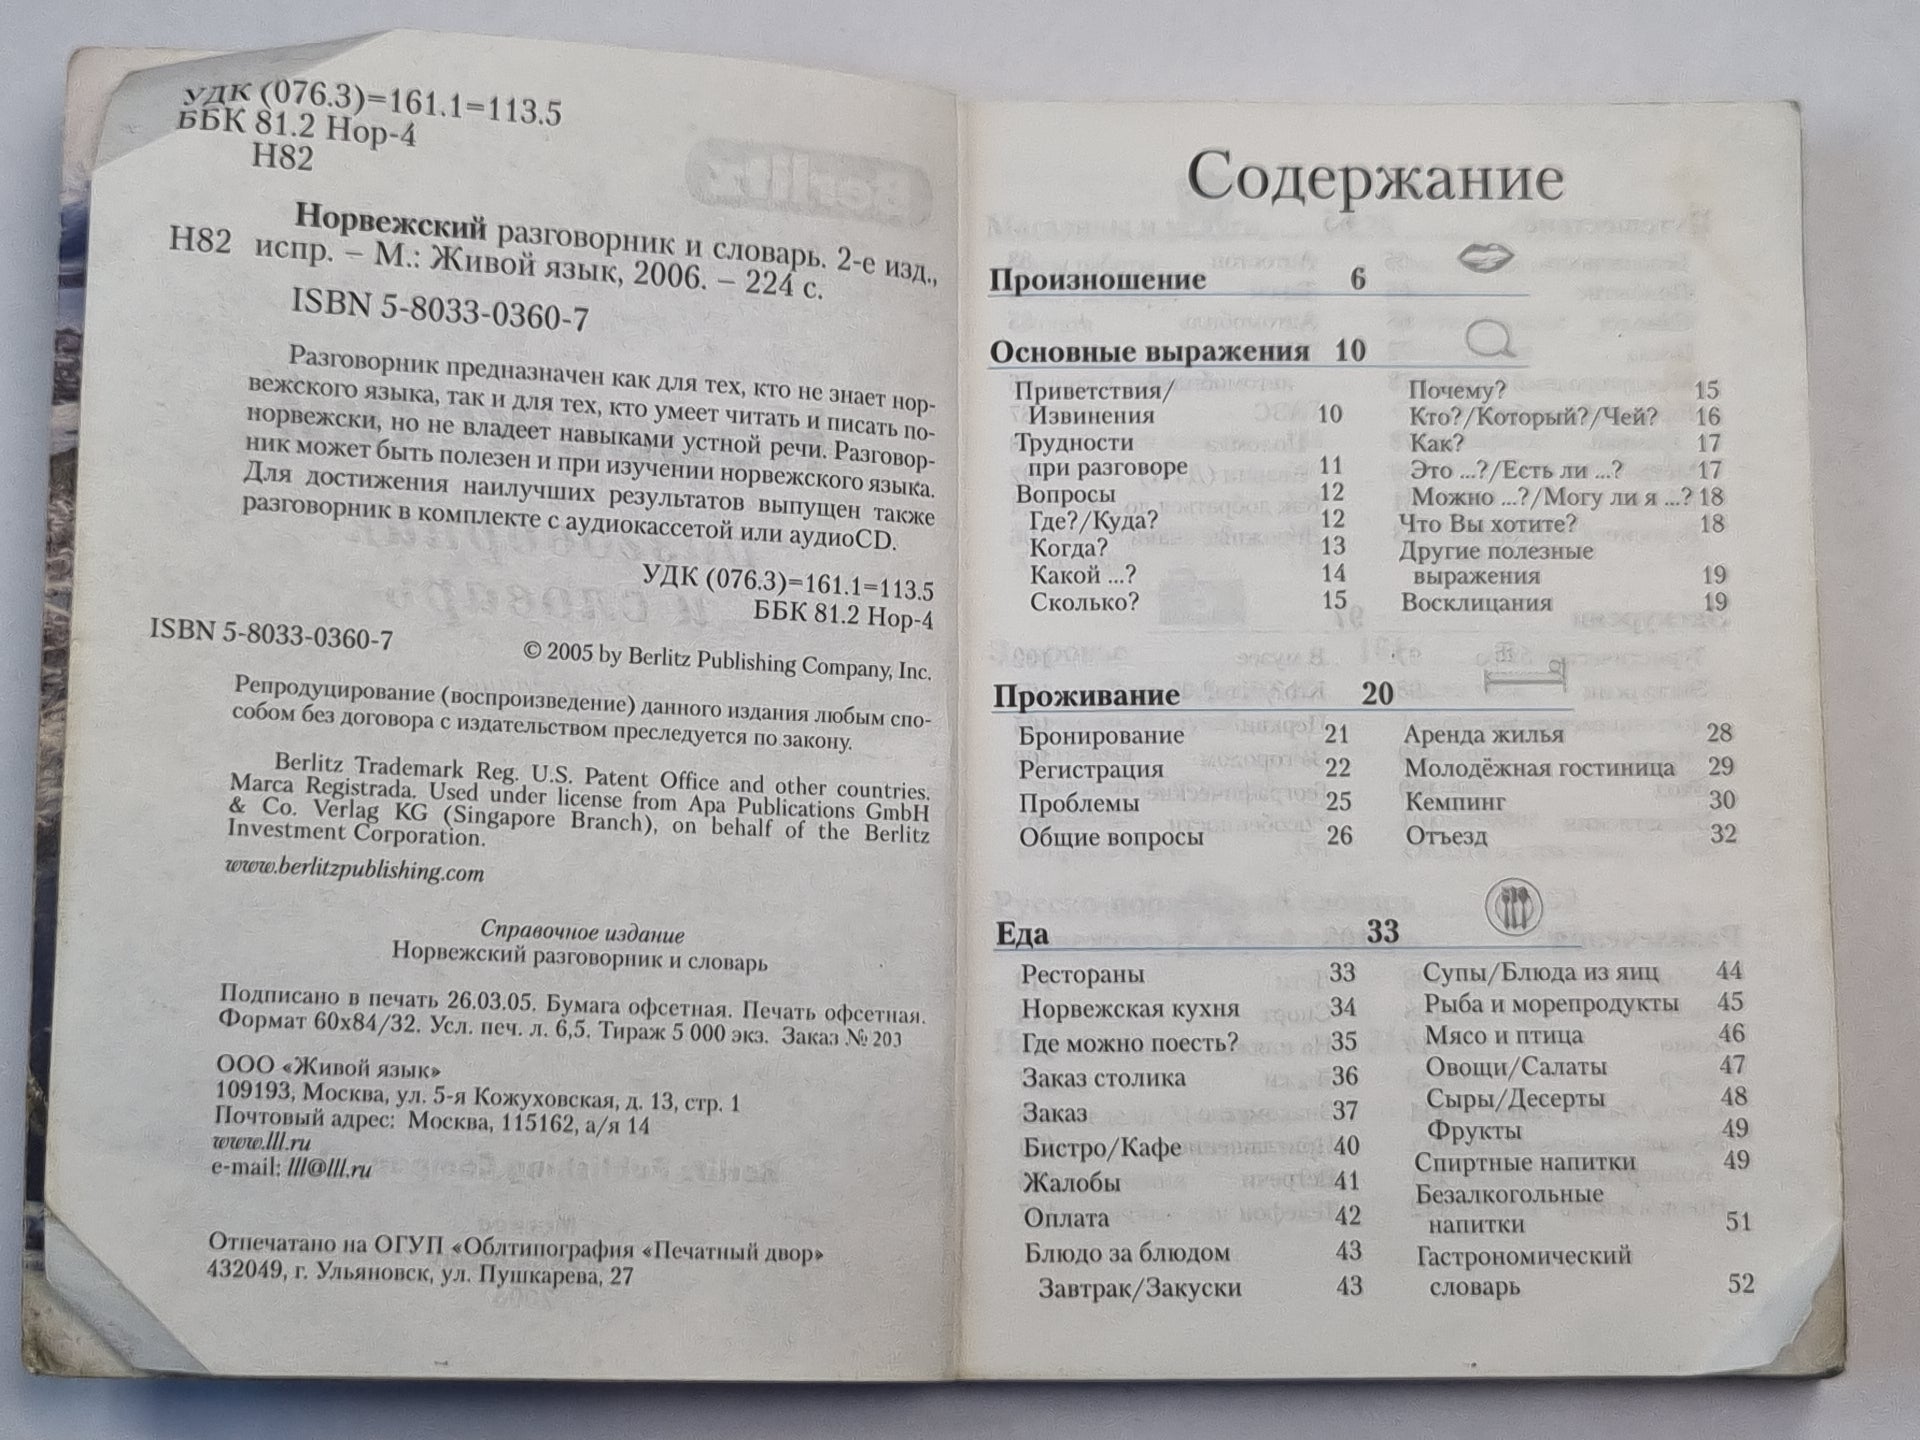 УДК (076.3)=161.1=113.5
ББК 81.2 Нор-4
Н82
Норвежский разговорник и словарь. 2-е изд.,
Н82 испр. – М.: Живой язык, 2006. – 224 с.
ISBN 5-8033-0360-7
Разговорник предназначен как для тех, кто не знает нор-
вежского языка, так и для тех, кто умеет читать и писать по-
норвежски, но не владеет навыками устной речи. Разговор-
ник может быть полезен и при изучении норвежского языка.
Для достижения наилучших результатов выпущен также
разговорник в комплекте с аудиокассетой или аудиоCD.
УДК (076.3)=161.1=113.5
ББК 81.2 Нор-4
ISBN 5-8033-0360-7
© 2005 by Berlitz Publishing Company, Inc.
Репродуцирование (воспроизведение) данного издания любым спо-
собом без договора с издательством преследуется по закону.
Berlitz Trademark Reg. U.S. Patent Office and other countries.
Marca Registrada. Used under license from Apa Publications GmbH
& Co. Verlag KG (Singapore Branch), on behalf of the Berlitz
Investment Corporation.
www.berlitzpublishing.com
Справочное издание
Норвежский разговорник и словарь
Подписано в печать 26.03.05. Бумага офсетная. Печать офсетная.
Формат 60х84/32. Усл. печ. л. 6,5. Тираж 5 000 экз. Заказ № 203
ООО «Живой язык»
109193, Москва, ул. 5-я Кожуховская, д. 13, стр. 1
Почтовый адрес: Москва, 115162, а/я 14
www.lll.ru
e-mail: lll@lll.ru
Отпечатано на ОГУП «Облтипография «Печатный двор»
432049, г. Ульяновск, ул. Пушкарева, 27
Содержание
Произношение 6
Основные выражения 10
Приветствия/
Извинения 10
Трудности
при разговоре 11
Вопросы 12
Где?/Куда? 12
Когда? 13
Какой ...? 14
Сколько? 15
Почему? 15
Кто?/Который?/Чей? 16
Как? 17
Это ...?/Есть ли ...? 17
Можно ...?/Могу ли я ...? 18
Что Вы хотите? 18
Другие полезные
выражения 19
Восклицания 19
Проживание 20
Бронирование 21
Регистрация 22
Проблемы 25
Общие вопросы 26
Аренда жилья 28
Молодёжная гостиница 29
Кемпинг 30
Отъезд 32
Еда 33
Рестораны 33
Норвежская кухня 34
Где можно поесть? 35
Заказ столика 36
Заказ 37
Бистро/Кафе 40
Жалобы 41
Оплата 42
Блюдо за блюдом 43
Завтрак/Закуски 43
Супы/Блюда из яиц 44
Рыба и морепродукты 45
Мясо и птица 46
Овощи/Салаты 47
Сыры/Десерты 48
Фрукты 49
Спиртные напитки 49
Безалкогольные
напитки 51
Гастрономический
словарь 52